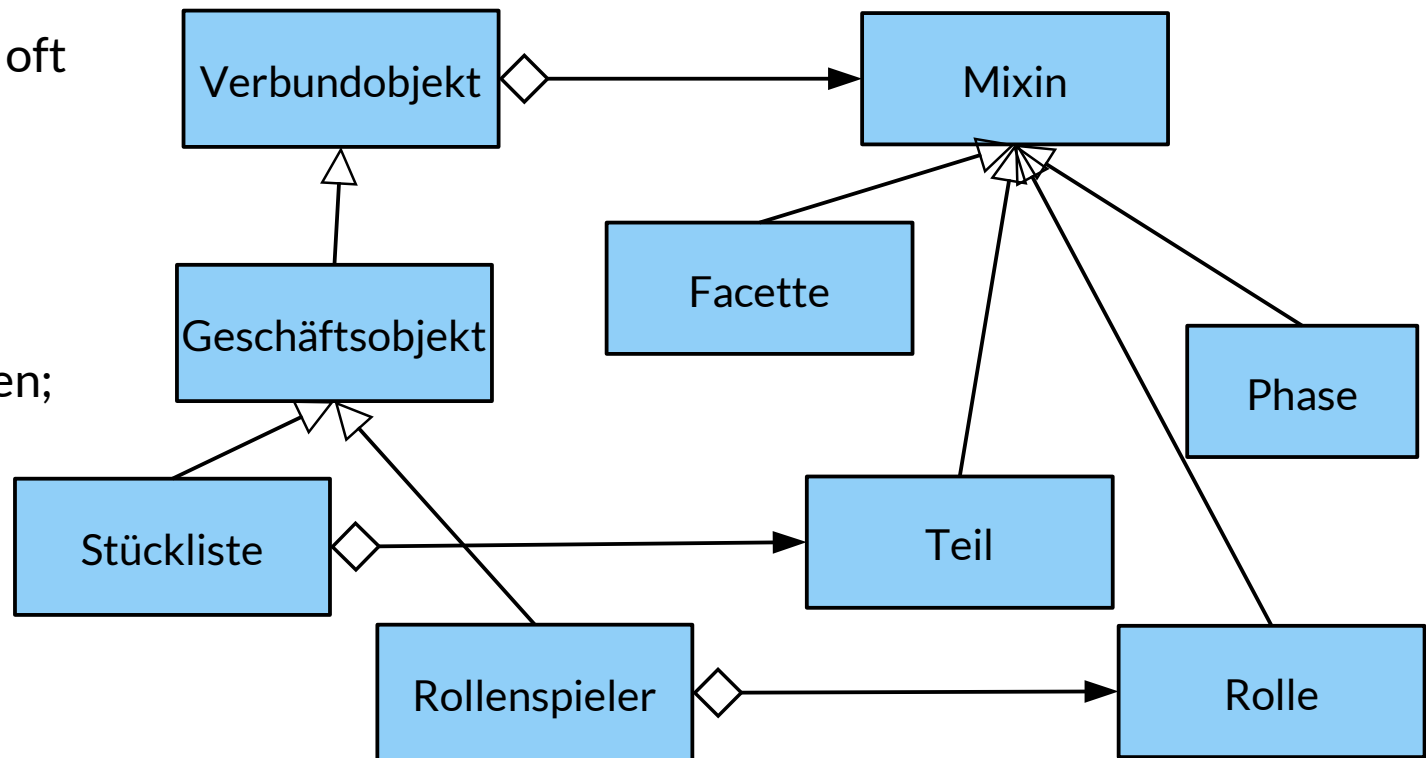 oft
Verbundobjekt
Mixin
Facette
Geschäftsobjekt
en;
Phase
Stückliste
Teil
Rollenspieler
Rolle